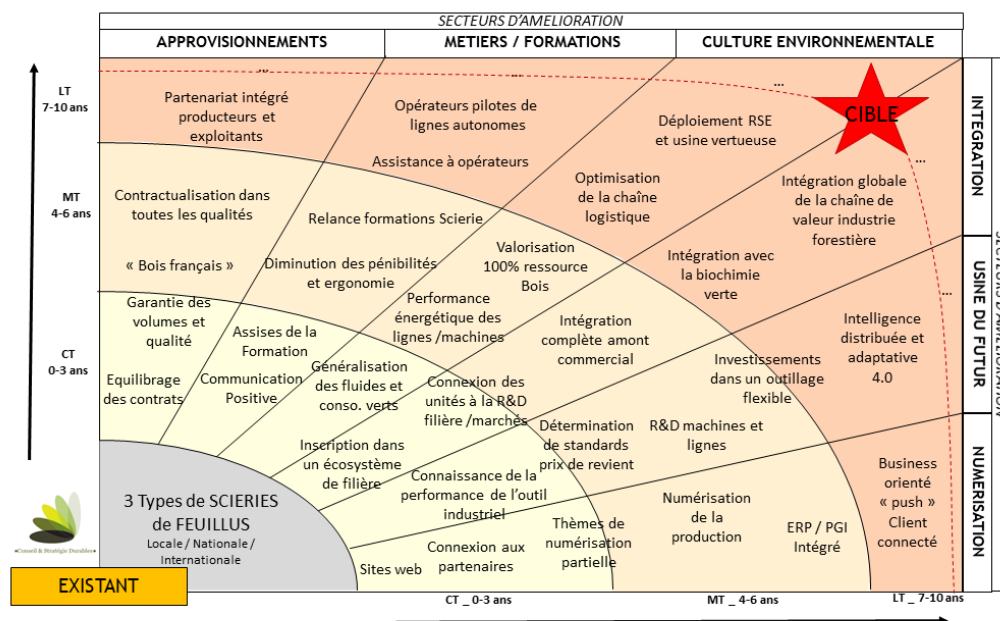 SECTEURS D'AMELIORATION
APPROVISIONNEMENTS
METIERS / FORMATIONS
CULTURE ENVIRONNEMENTALE
LT
7-10 ans
MT
4-6 ans
CT
0-3 ans
...
...
...
...
...
Partenariat intégré
producteurs et
exploitants
Opérateurs pilotes de
lignes autonomes
Assistance à opérateurs
Déploiement RSE
et usine vertueuse
CIBLE
Optimisation
de la chaîne
logistique
Intégration globale
de la chaîne de
valeur industrie
forestière
Contractualisation dans
toutes les qualités
« Bois français »
Relance formations Scierie
Diminution des pénibilités
et ergonomie
Valorisation
100% ressource
Bois
Intégration avec
la biochimie
verte
Performance
énergétique des
lignes /machines
Intégration
complète amont
commercial
Intelligence
distribuée et
adaptative
4.0
Investissements
dans un outillage
flexible
Garantie des
volumes et
qualité
Assises de la
Formation
Equilibrage
des contrats
Communication
Positive
Généralisation
des fluides et
conso. verts
Connexion des
unités à la R&D
filière /marchés
Détermination
de standards
prix de revient
R&D machines et
lignes
Inscription dans
un écosystème
de filière
Connaissance de la
performance de l'outil
industriel
Business
orienté
« push »
Client
connecté
Numérisation
de la
production
ERP / PGI
Intégré
Thèmes de
numérisation
partielle
Connexion aux
partenaires
Sites web
3 Types de SCIERIES
de FEUILLUS
Locale / Nationale /
Internationale
Conseil & Stratégie Durables
EXISTANT
CT _ 0-3 ans
MT _ 4-6 ans
LT _ 7-10 ans
INTEGRATION
USINE DU FUTUR
NUMERISATION
SECTEURS D'AMELIORATION